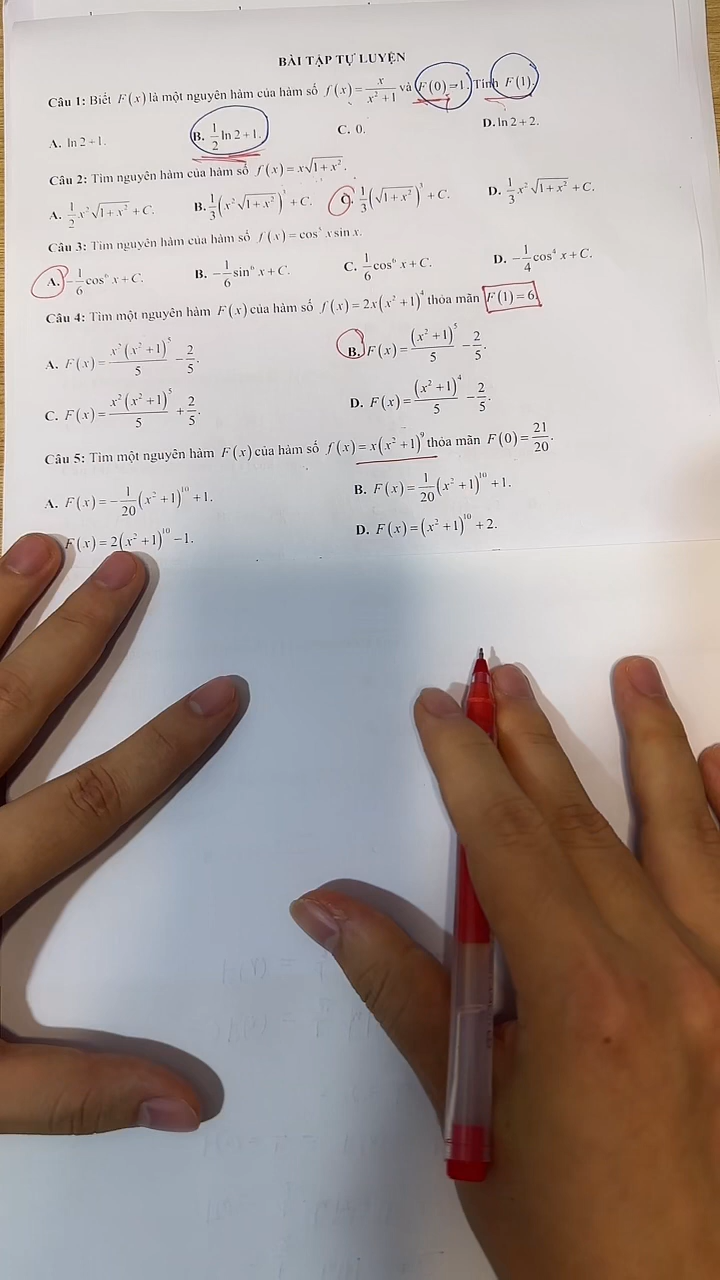 BÀI TẬP TỰ LUYỆN
Câu 1: Biết F(x) là một nguyên hàm của hàm số f(x) = x/(x² + 1) và F(0) = 1. Tính F(1).
A. ln 2 + 1. B. 1/2 ln 2 + 1. C. 0. D. ln 2 + 2.
Câu 2: Tìm nguyên hàm của hàm số f(x) = x√(1 + x²).
A. 1/2 x²√(1 + x²) + C. B. 1/3 (x²√(1 + x²))³ + C. C. 1/3 (√(1 + x²))³ + C. D. 1/3 x²√(1 + x²) + C.
Câu 3: Tìm nguyên hàm của hàm số f(x) = cos⁵ x sin x.
A. -1/6 cos⁶ x + C. B. -1/6 sin⁶ x + C. C. 1/6 cos⁶ x + C. D. -1/4 cos⁴ x + C.
Câu 4: Tìm một nguyên hàm F(x) của hàm số f(x) = 2x(x² + 1)⁴ thỏa mãn F(1) = 6.
A. F(x) = x²(x² + 1)⁵/5 - 2/5. B. F(x) = (x² + 1)⁵/5 - 2/5.
C. F(x) = x²(x² + 1)⁵/5 + 2/5. D. F(x) = (x² + 1)⁴/5 - 2/5.
Câu 5: Tìm một nguyên hàm F(x) của hàm số f(x) = x(x² + 1)⁹ thỏa mãn F(0) = 21/20.
A. F(x) = -1/20 (x² + 1)¹⁰ + 1. B. F(x) = 1/20 (x² + 1)¹⁰ + 1.
F(x) = 2(x² + 1)¹⁰ - 1. D. F(x) = (x² + 1)¹⁰ + 2.